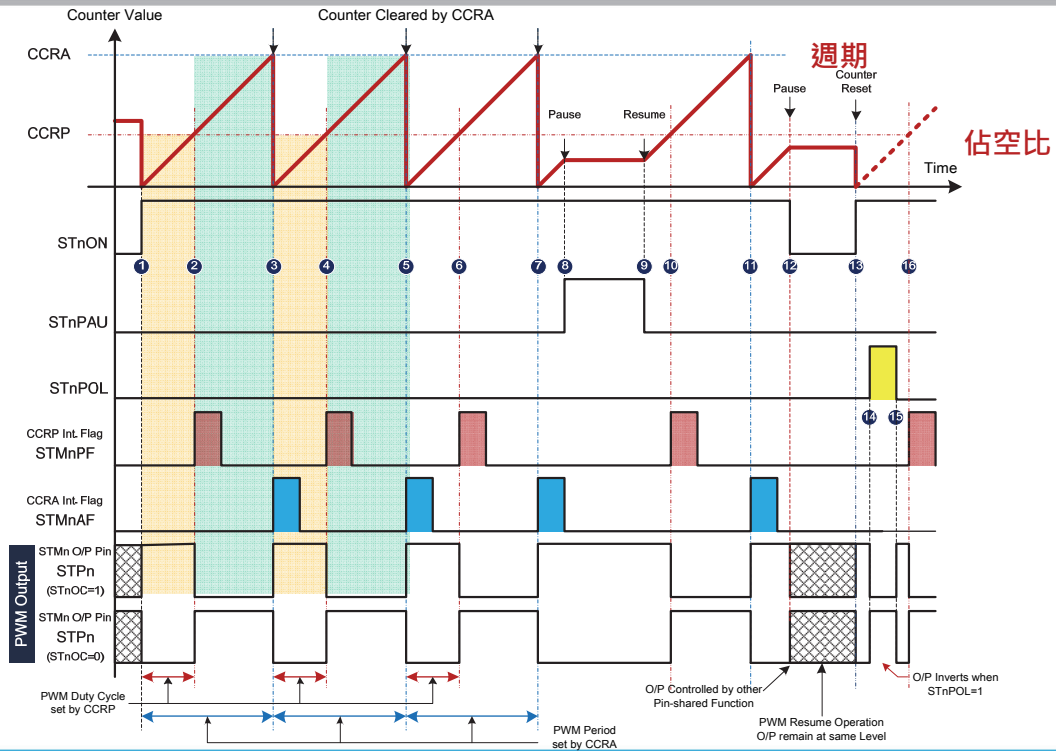 Counter Value
Counter Cleared by CCRA
CCRA
週期
Counter
Reset
Pause
Pause
Resume
CCRP
佔空比
Time
STnON
1
2
3
4
5
6
7
8
9
10
11
12
13
16
STnPAU
STnPOL
14
15
CCRP Int. Flag
STMnPF
CCRA Int. Flag
STMnAF
PWM Output
STMn O/P Pin
STPn
(STnOC=1)
STMn O/P Pin
STPn
(STnOC=0)
PWM Duty Cycle
set by CCRP
O/P Controlled by other
Pin-shared Function
O/P Inverts when
STnPOL=1
PWM Period
set by CCRA
PWM Resume Operation
O/P remain at same Level